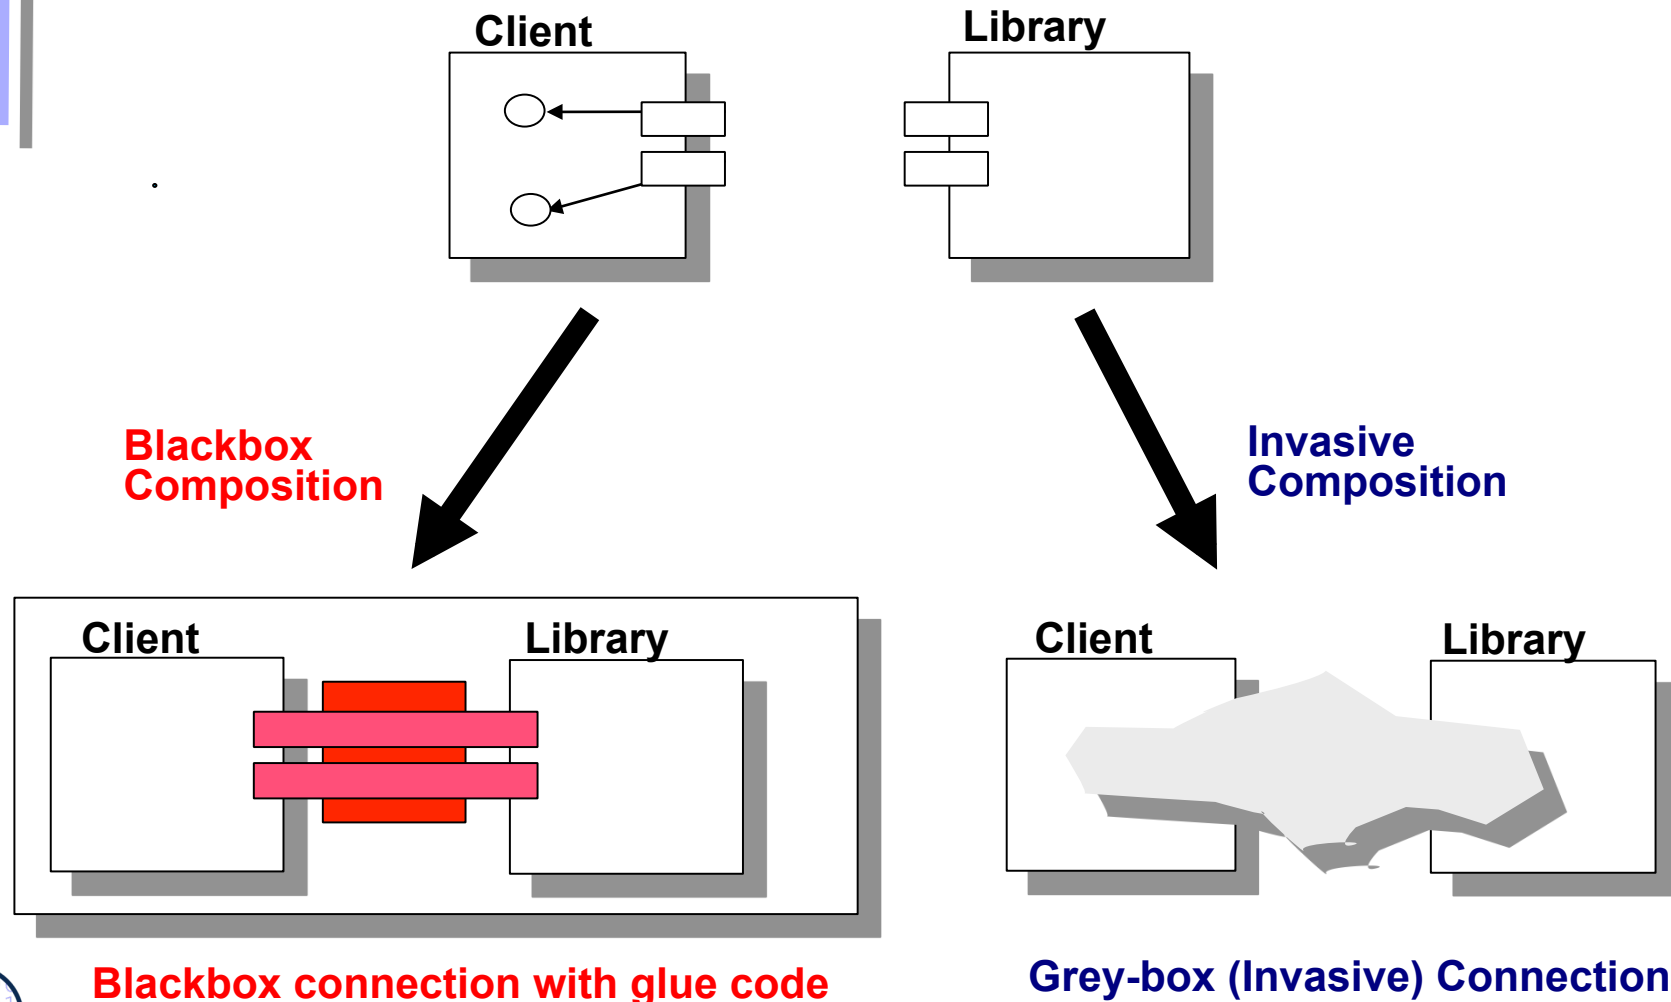 Client
Library
Blackbox
Composition
Invasive
Composition
Client
Library
Client
Library
Blackbox connection with glue code
Grey-box (Invasive) Connection